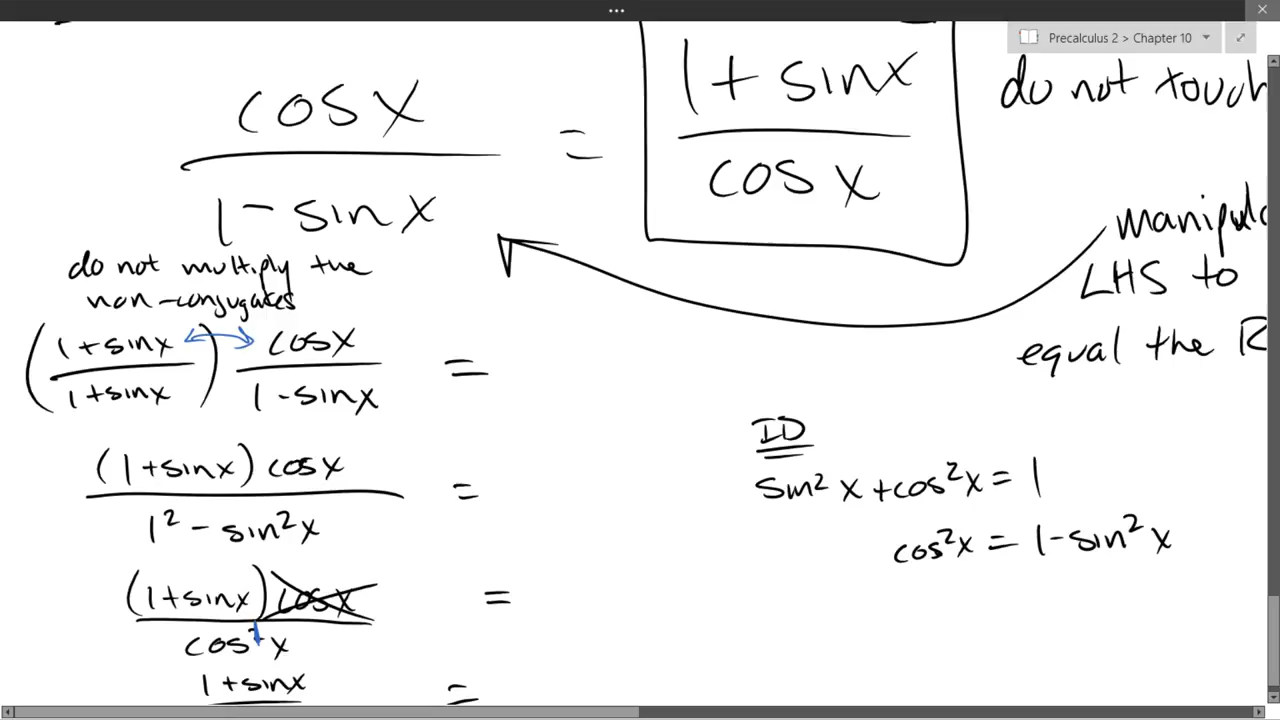 ...
Precalculus 2 > Chapter 10
cos x / 1 - sin x = 1 + sin x / cos x
do not touch
manipul
LHS to
equal the R
do not multiply the
non-conjugates
(1+sinx / 1+sinx) cosx / 1-sinx =
(1+sinx) cosx / 1² - sin²x =
(1+sinx) cosx / cos²x =
1+sinx =
ID
sin²x + cos²x = 1
cos²x = 1-sin²x